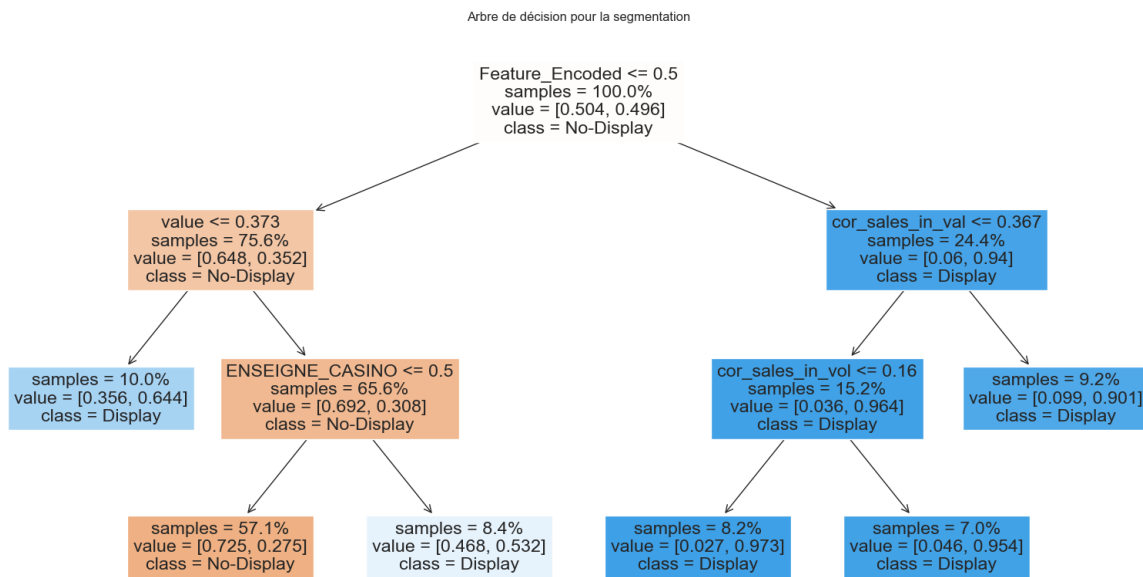 Arbre de décision pour la segmentation
Feature_Encoded <= 0.5
samples = 100.0%
value = [0.504, 0.496]
class = No-Display
value <= 0.373
samples = 75.6%
value = [0.648, 0.352]
class = No-Display
cor_sales_in_val <= 0.367
samples = 24.4%
value = [0.06, 0.94]
class = Display
samples = 10.0%
value = [0.356, 0.644]
class = Display
ENSEIGNE_CASINO <= 0.5
samples = 65.6%
value = [0.692, 0.308]
class = No-Display
cor_sales_in_vol <= 0.16
samples = 15.2%
value = [0.036, 0.964]
class = Display
samples = 9.2%
value = [0.099, 0.901]
class = Display
samples = 57.1%
value = [0.725, 0.275]
class = No-Display
samples = 8.4%
value = [0.468, 0.532]
class = Display
samples = 8.2%
value = [0.027, 0.973]
class = Display
samples = 7.0%
value = [0.046, 0.954]
class = Display